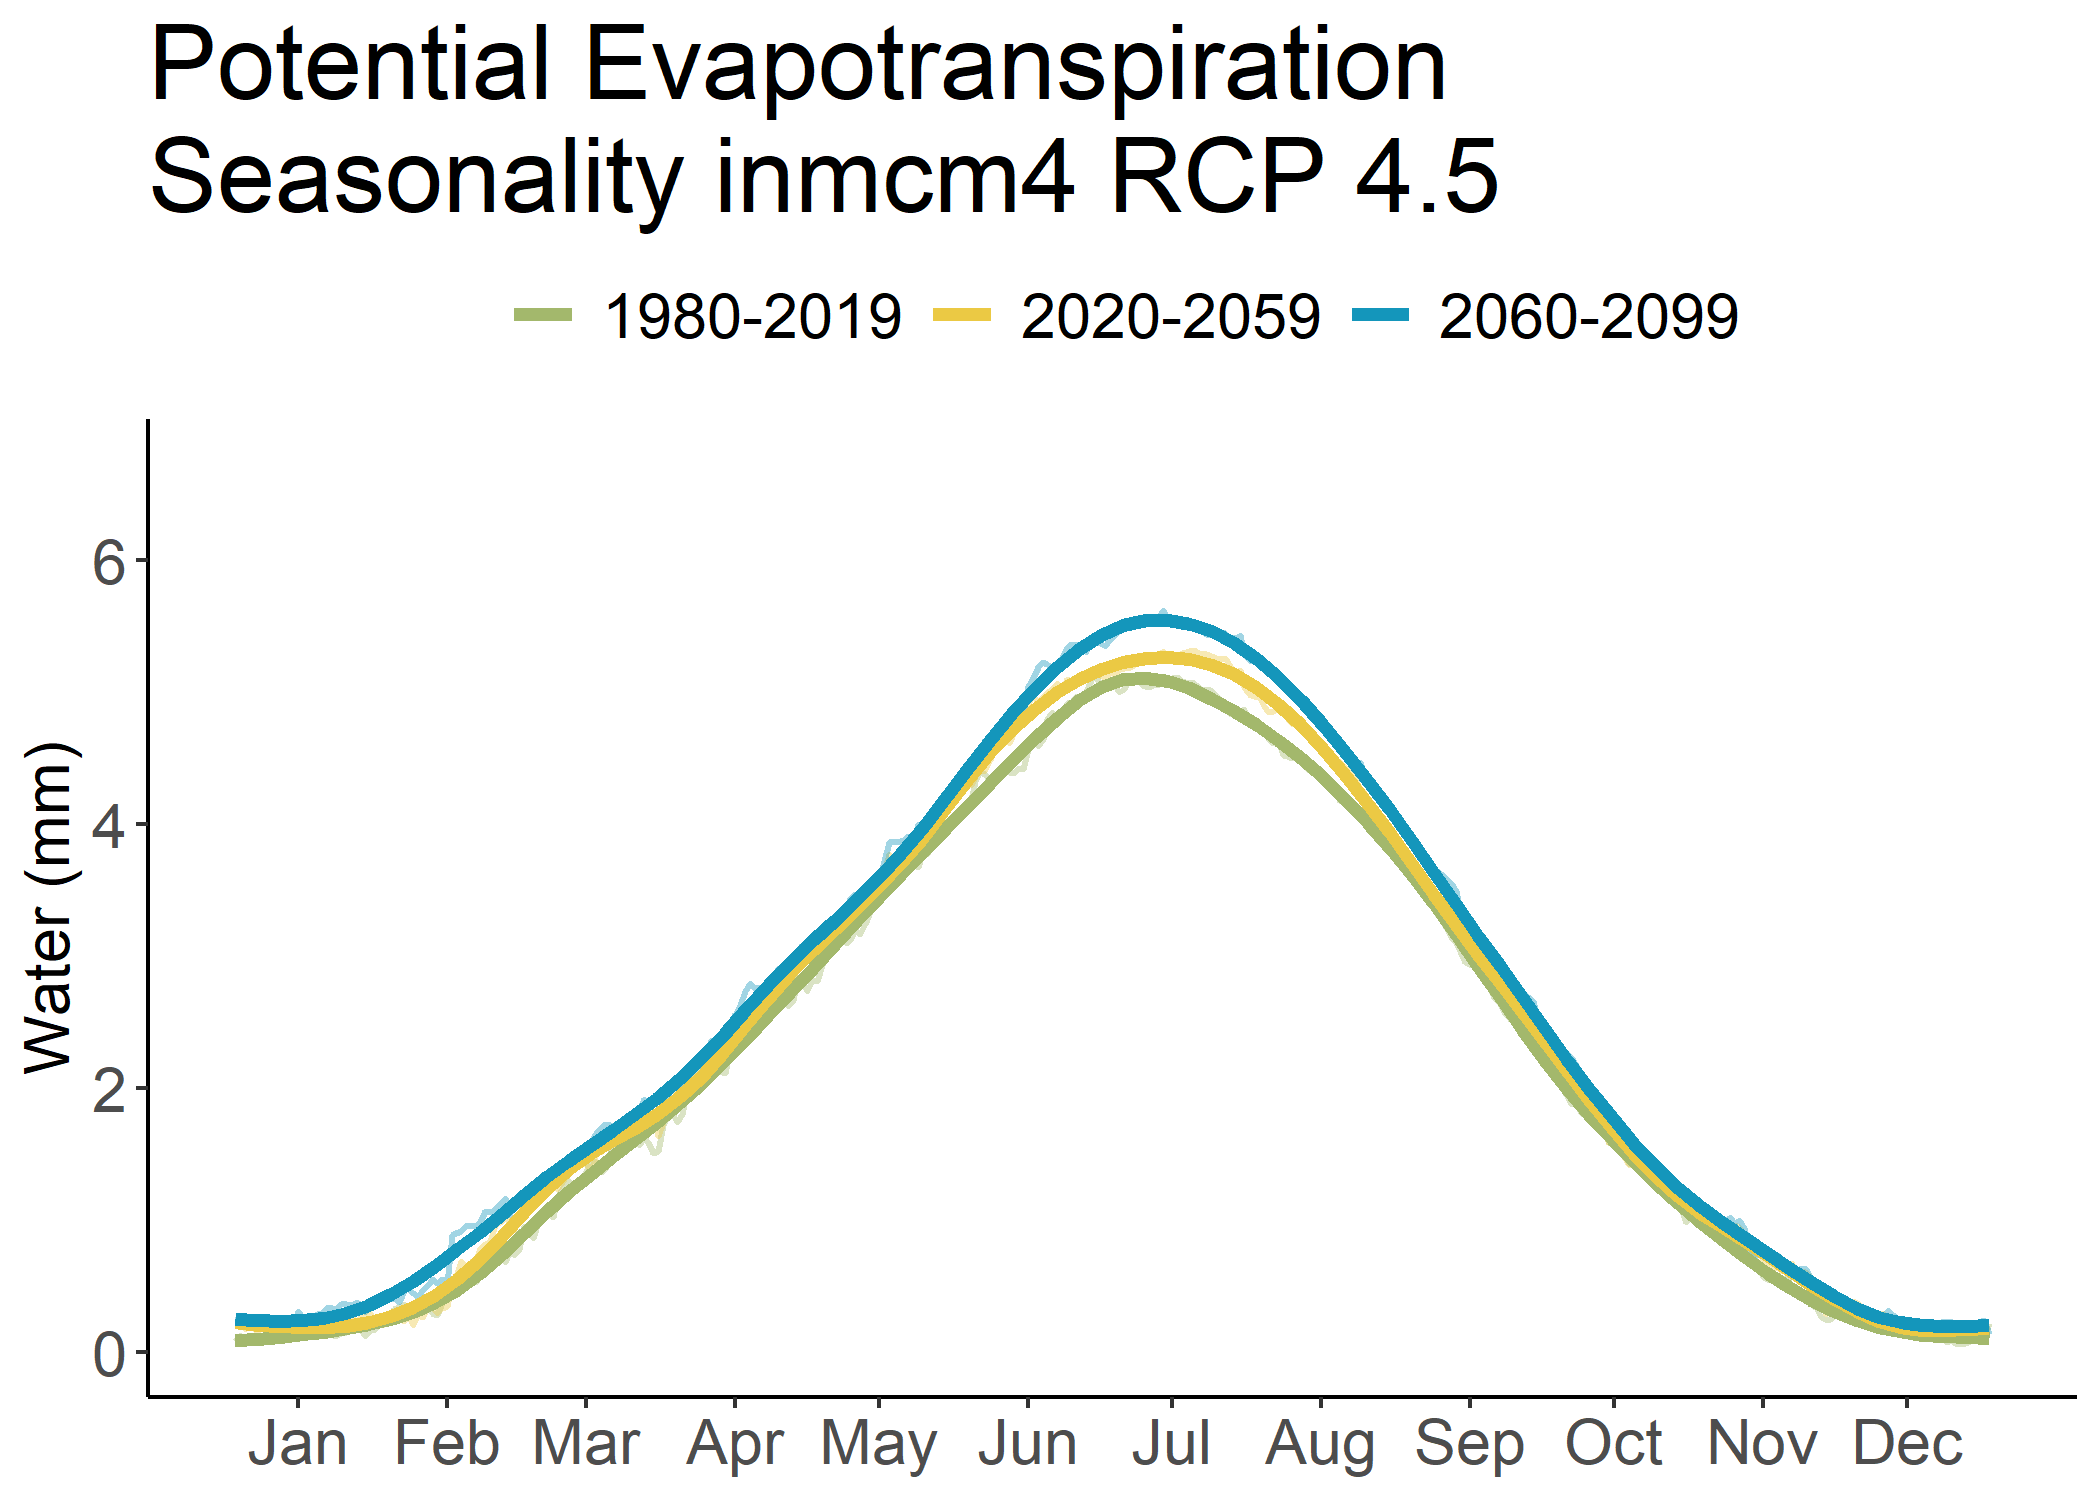 Potential Evapotranspiration
Seasonality inmcm4 RCP 4.5
1980-2019 2020-2059 2060-2099
Water (mm)
6
4
2
0
Jan Feb Mar Apr May Jun Jul Aug Sep Oct Nov Dec